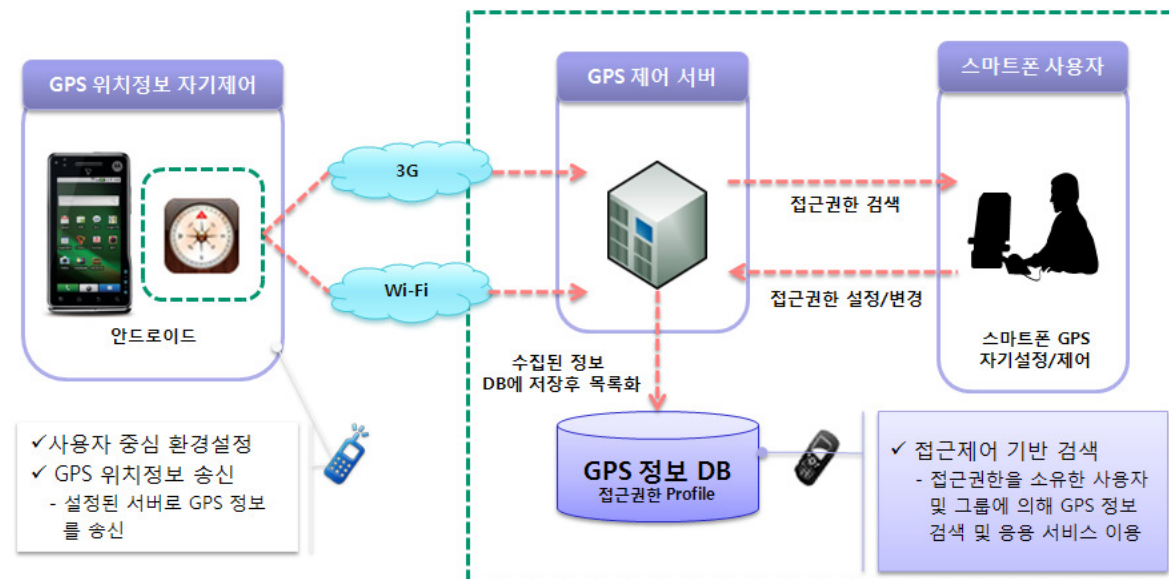 GPS 위치정보 자기제어
안드로이드
3G
Wi-Fi
GPS 제어 서버
스마트폰 사용자
접근권한 검색
접근권한 설정/변경
스마트폰 GPS
자기설정/제어
수집된 정보
DB에 저장후 목록화
GPS 정보 DB
접근권한 Profile
✓사용자 중심 환경설정
✓ GPS 위치정보 송신
- 설정된 서버로 GPS 정보
를 송신
✓ 접근제어 기반 검색
- 접근권한을 소유한 사용자
및 그룹에 의해 GPS 정보
검색 및 응용 서비스 이용